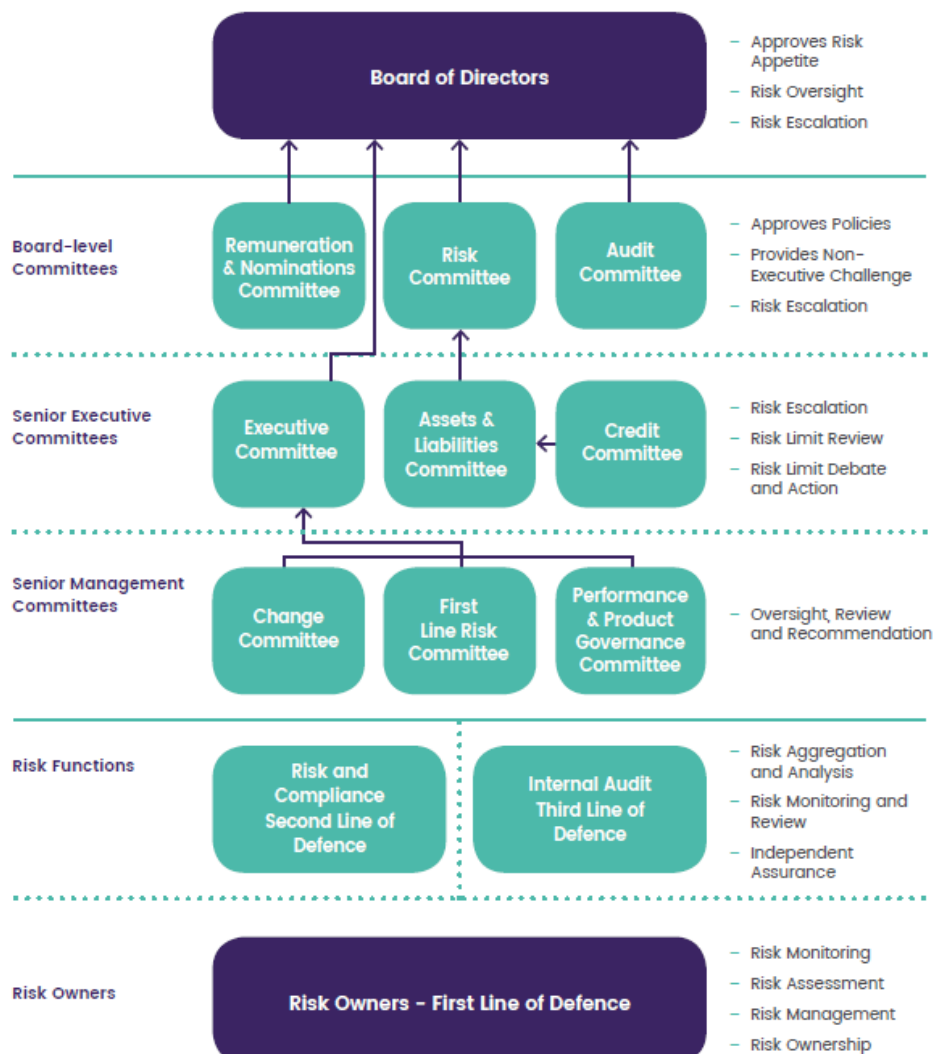 Board of Directors
– Approves Risk
Appetite
– Risk Oversight
– Risk Escalation
Board-level
Committees
Remuneration
& Nominations
Committee
Risk
Committee
Audit
Committee
– Approves Policies
– Provides Non-
Executive Challenge
– Risk Escalation
Senior Executive
Committees
Executive
Committee
Assets &
Liabilities
Committee
Credit
Committee
– Risk Escalation
– Risk Limit Review
– Risk Limit Debate
and Action
Senior Management
Committees
Change
Committee
First
Line Risk
Committee
Performance
& Product
Governance
Committee
– Oversight, Review
and Recommendation
Risk Functions
Risk and
Compliance
Second Line of
Defence
Internal Audit
Third Line of
Defence
– Risk Aggregation
and Analysis
– Risk Monitoring and
Review
– Independent
Assurance
Risk Owners
Risk Owners – First Line of Defence
– Risk Monitoring
– Risk Assessment
– Risk Management
– Risk Ownership